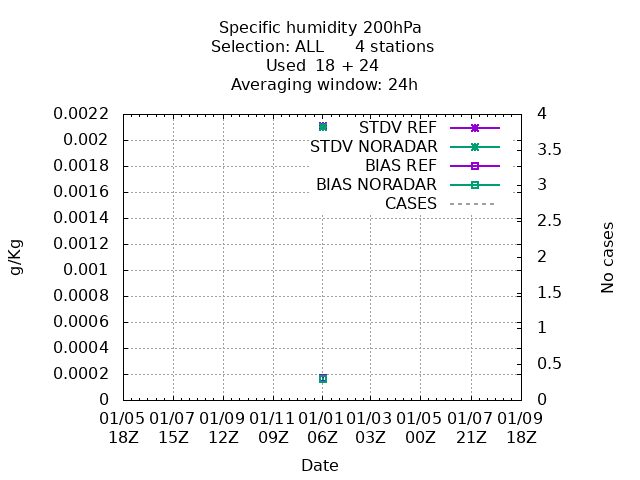 Specific humidity 200hPa
Selection: ALL 4 stations
Used 18 + 24
Averaging window: 24h
STDV REF
STDV NORADAR
BIAS REF
BIAS NORADAR
CASES
g/Kg
0.0022
0.002
0.0018
0.0016
0.0014
0.0012
0.001
0.0008
0.0006
0.0004
0.0002
0
4
3.5
3
2.5
2
1.5
1
0.5
0
No cases
01/05 01/07 01/09 01/11 01/01 01/03 01/05 01/07 01/09
18Z 15Z 12Z 09Z 06Z 03Z 00Z 21Z 18Z
Date